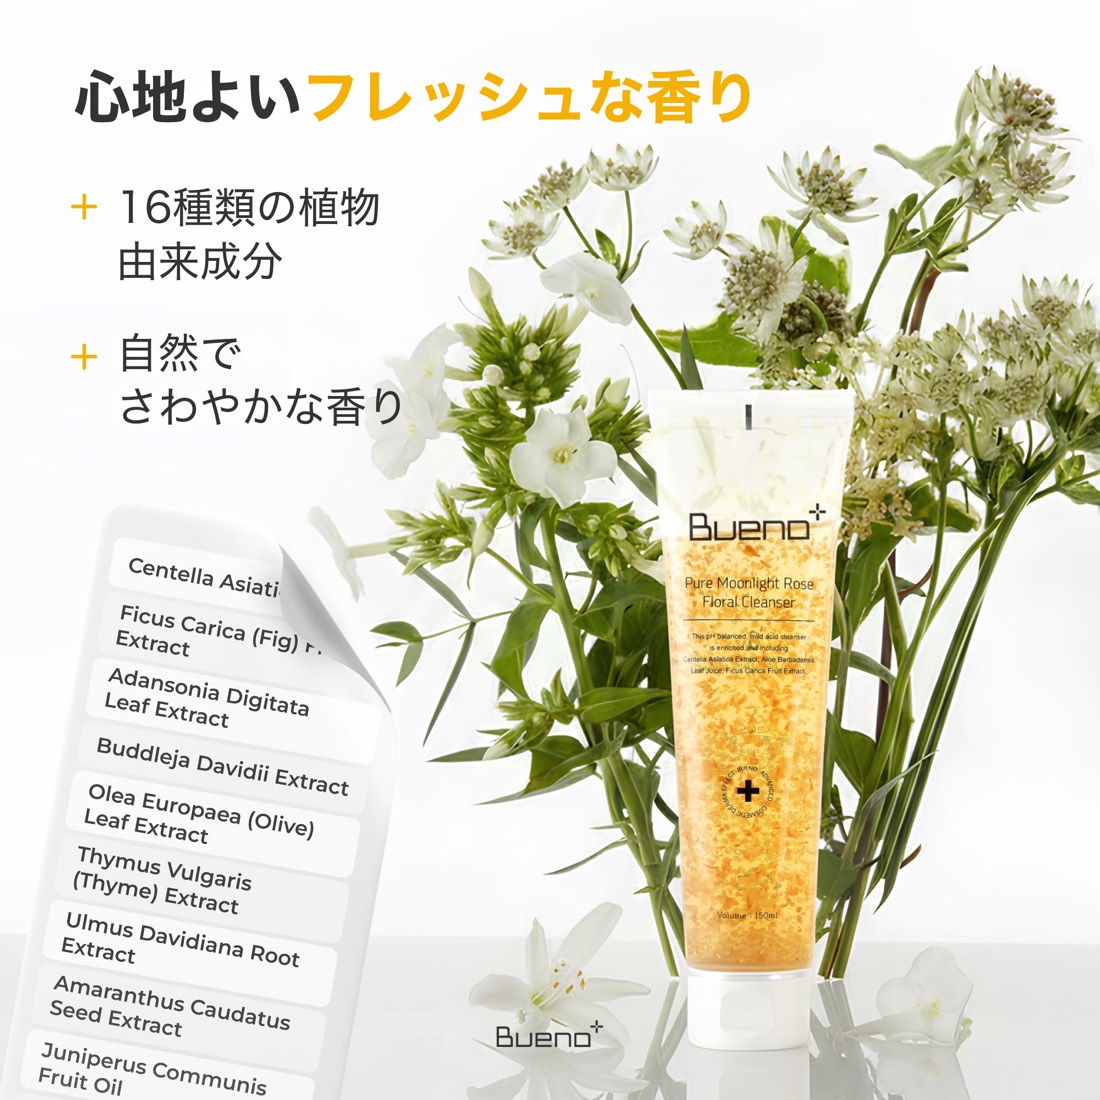 心地よいフレッシュな香り
+ 16種類の植物
由来成分
+ 自然で
さわやかな香り
Centella
Ficus Carica (Fig)
Extract
Adansonia Digitata
Leaf Extract
Buddleja Davidii Extract
Olea Europaea (Olive)
Leaf Extract
Thymus Vulgaris
(Thyme) Extract
Ulmus Davidiana Root
Extract
Amaranthus Caudatus
Seed Extract
Juniperus Communis
Fruit Oil
Bueno+
Pure Moonlight Rose
Floral Cleanser
This pH balanced, mild acid cleanser
is enriched and including
Centella Asiatica Extract, Aloe Barbadensis
Leaf Juice, Ficus Carica Fruit Extract
Volume : 150ml
Bueno+